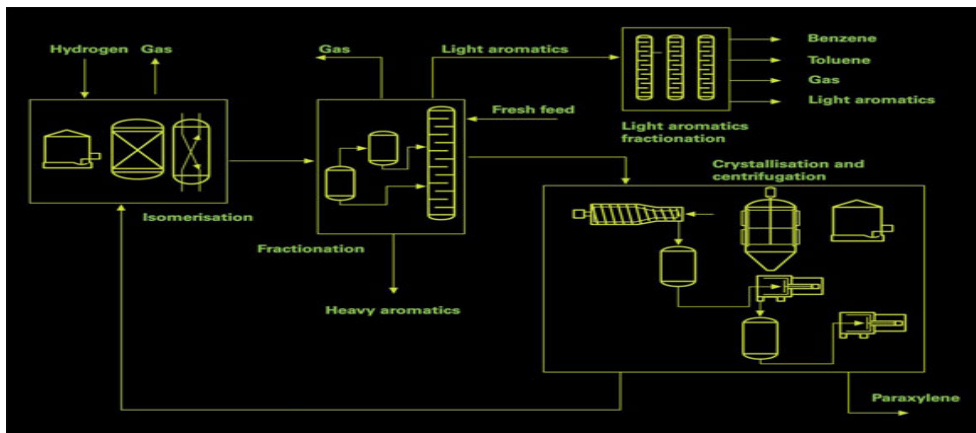 Hydrogen Gas
Gas
Light aromatics
Benzene
Toluene
Gas
Light aromatics
Fresh feed
Light aromatics
fractionation
Crystallisation and
centrifugation
Isomerisation
Fractionation
Heavy aromatics
Paraxylene